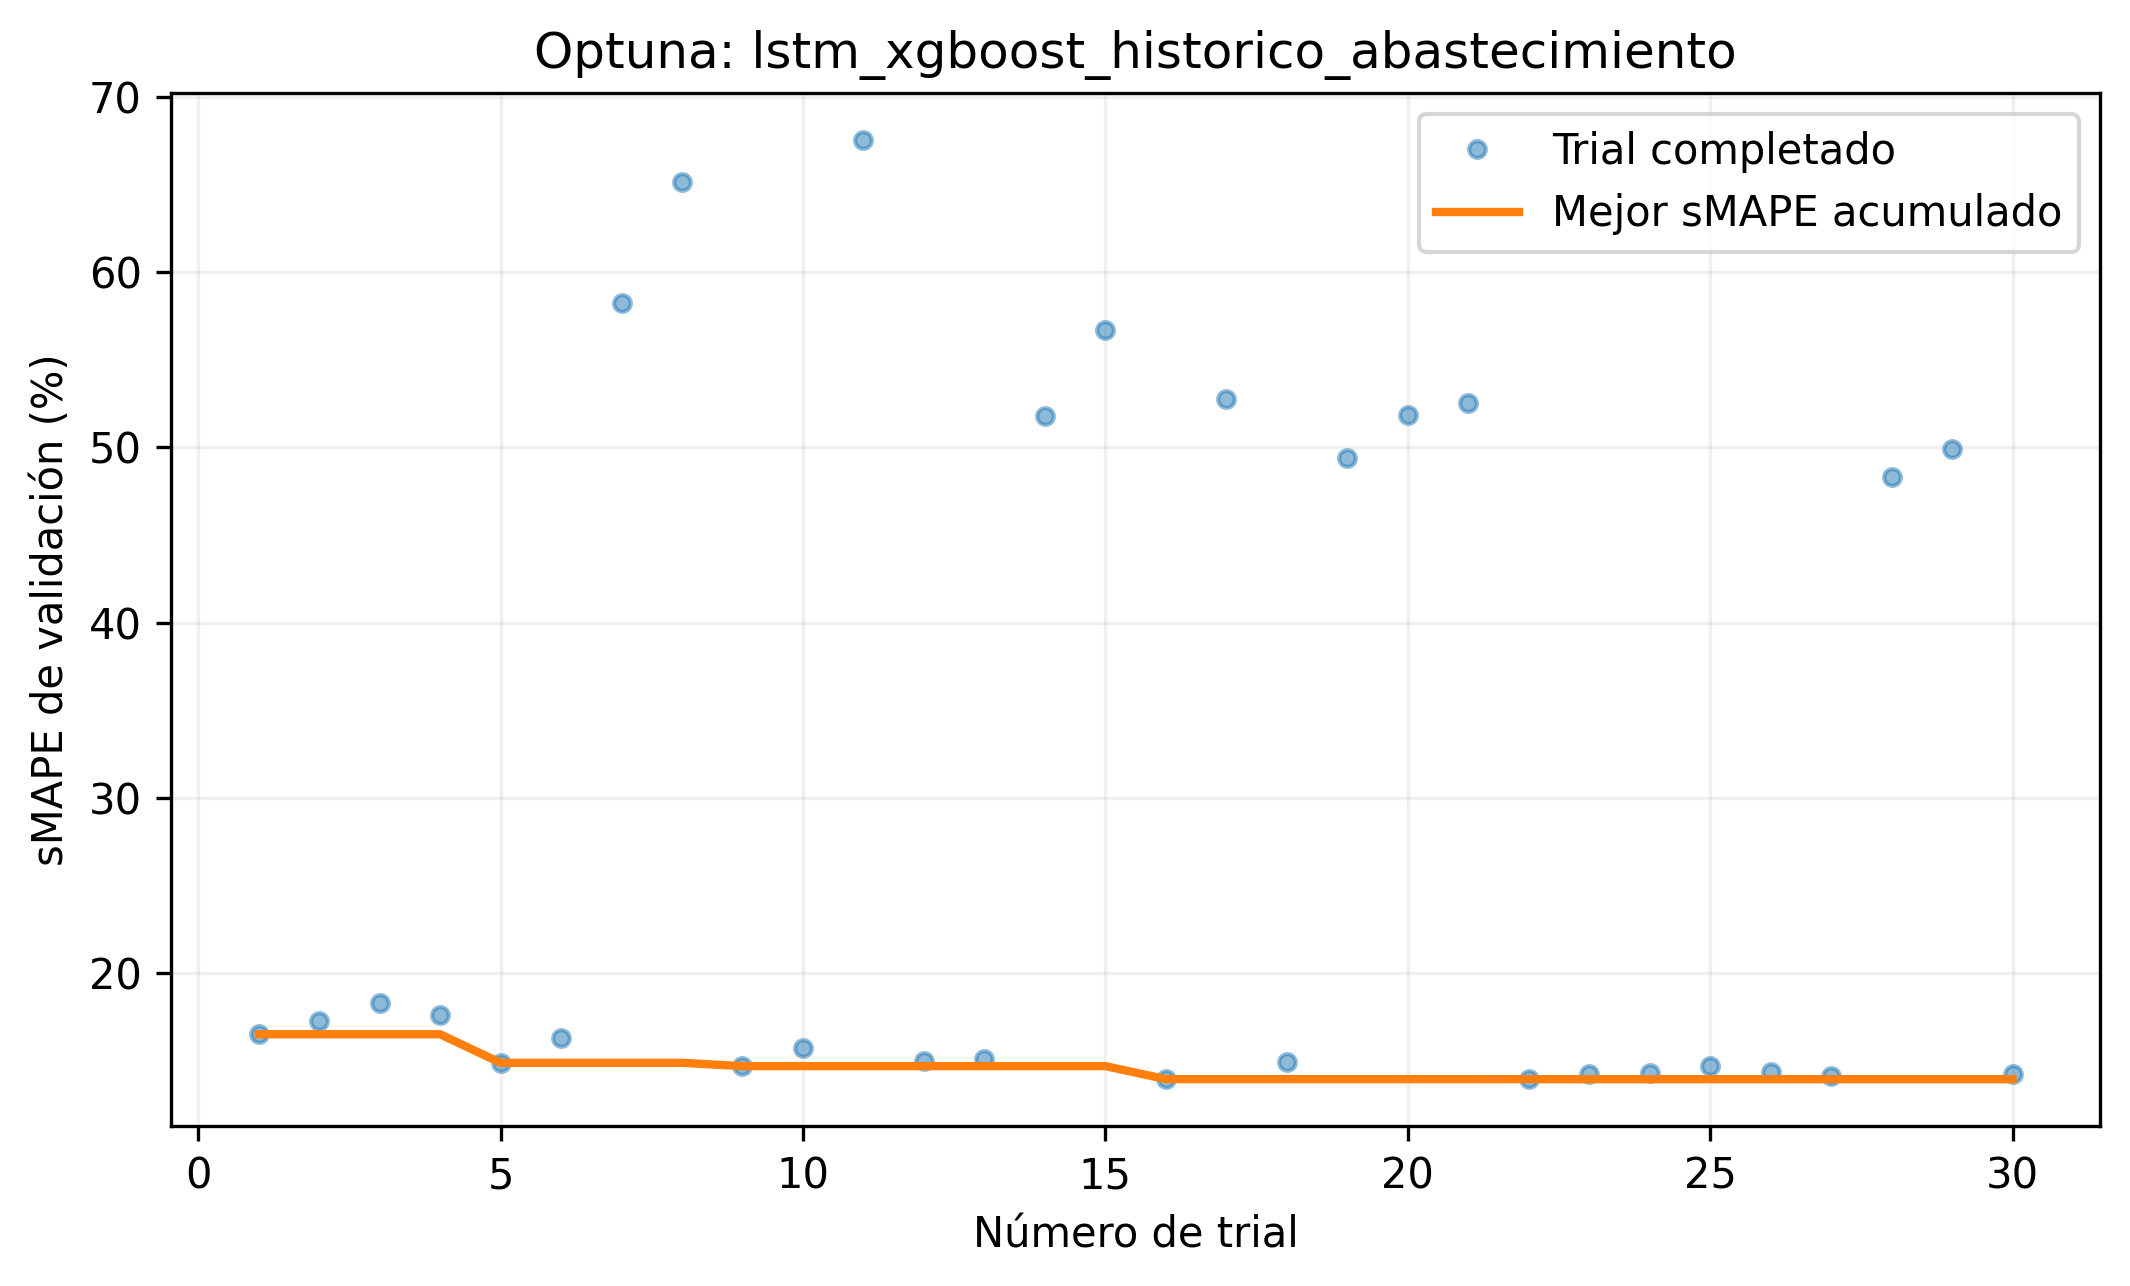 Optuna: lstm_xgboost_historico_abastecimiento
Trial completado
Mejor sMAPE acumulado
sMAPE de validación (%)
70
60
50
40
30
20
0 5 10 15 20 25 30
Número de trial